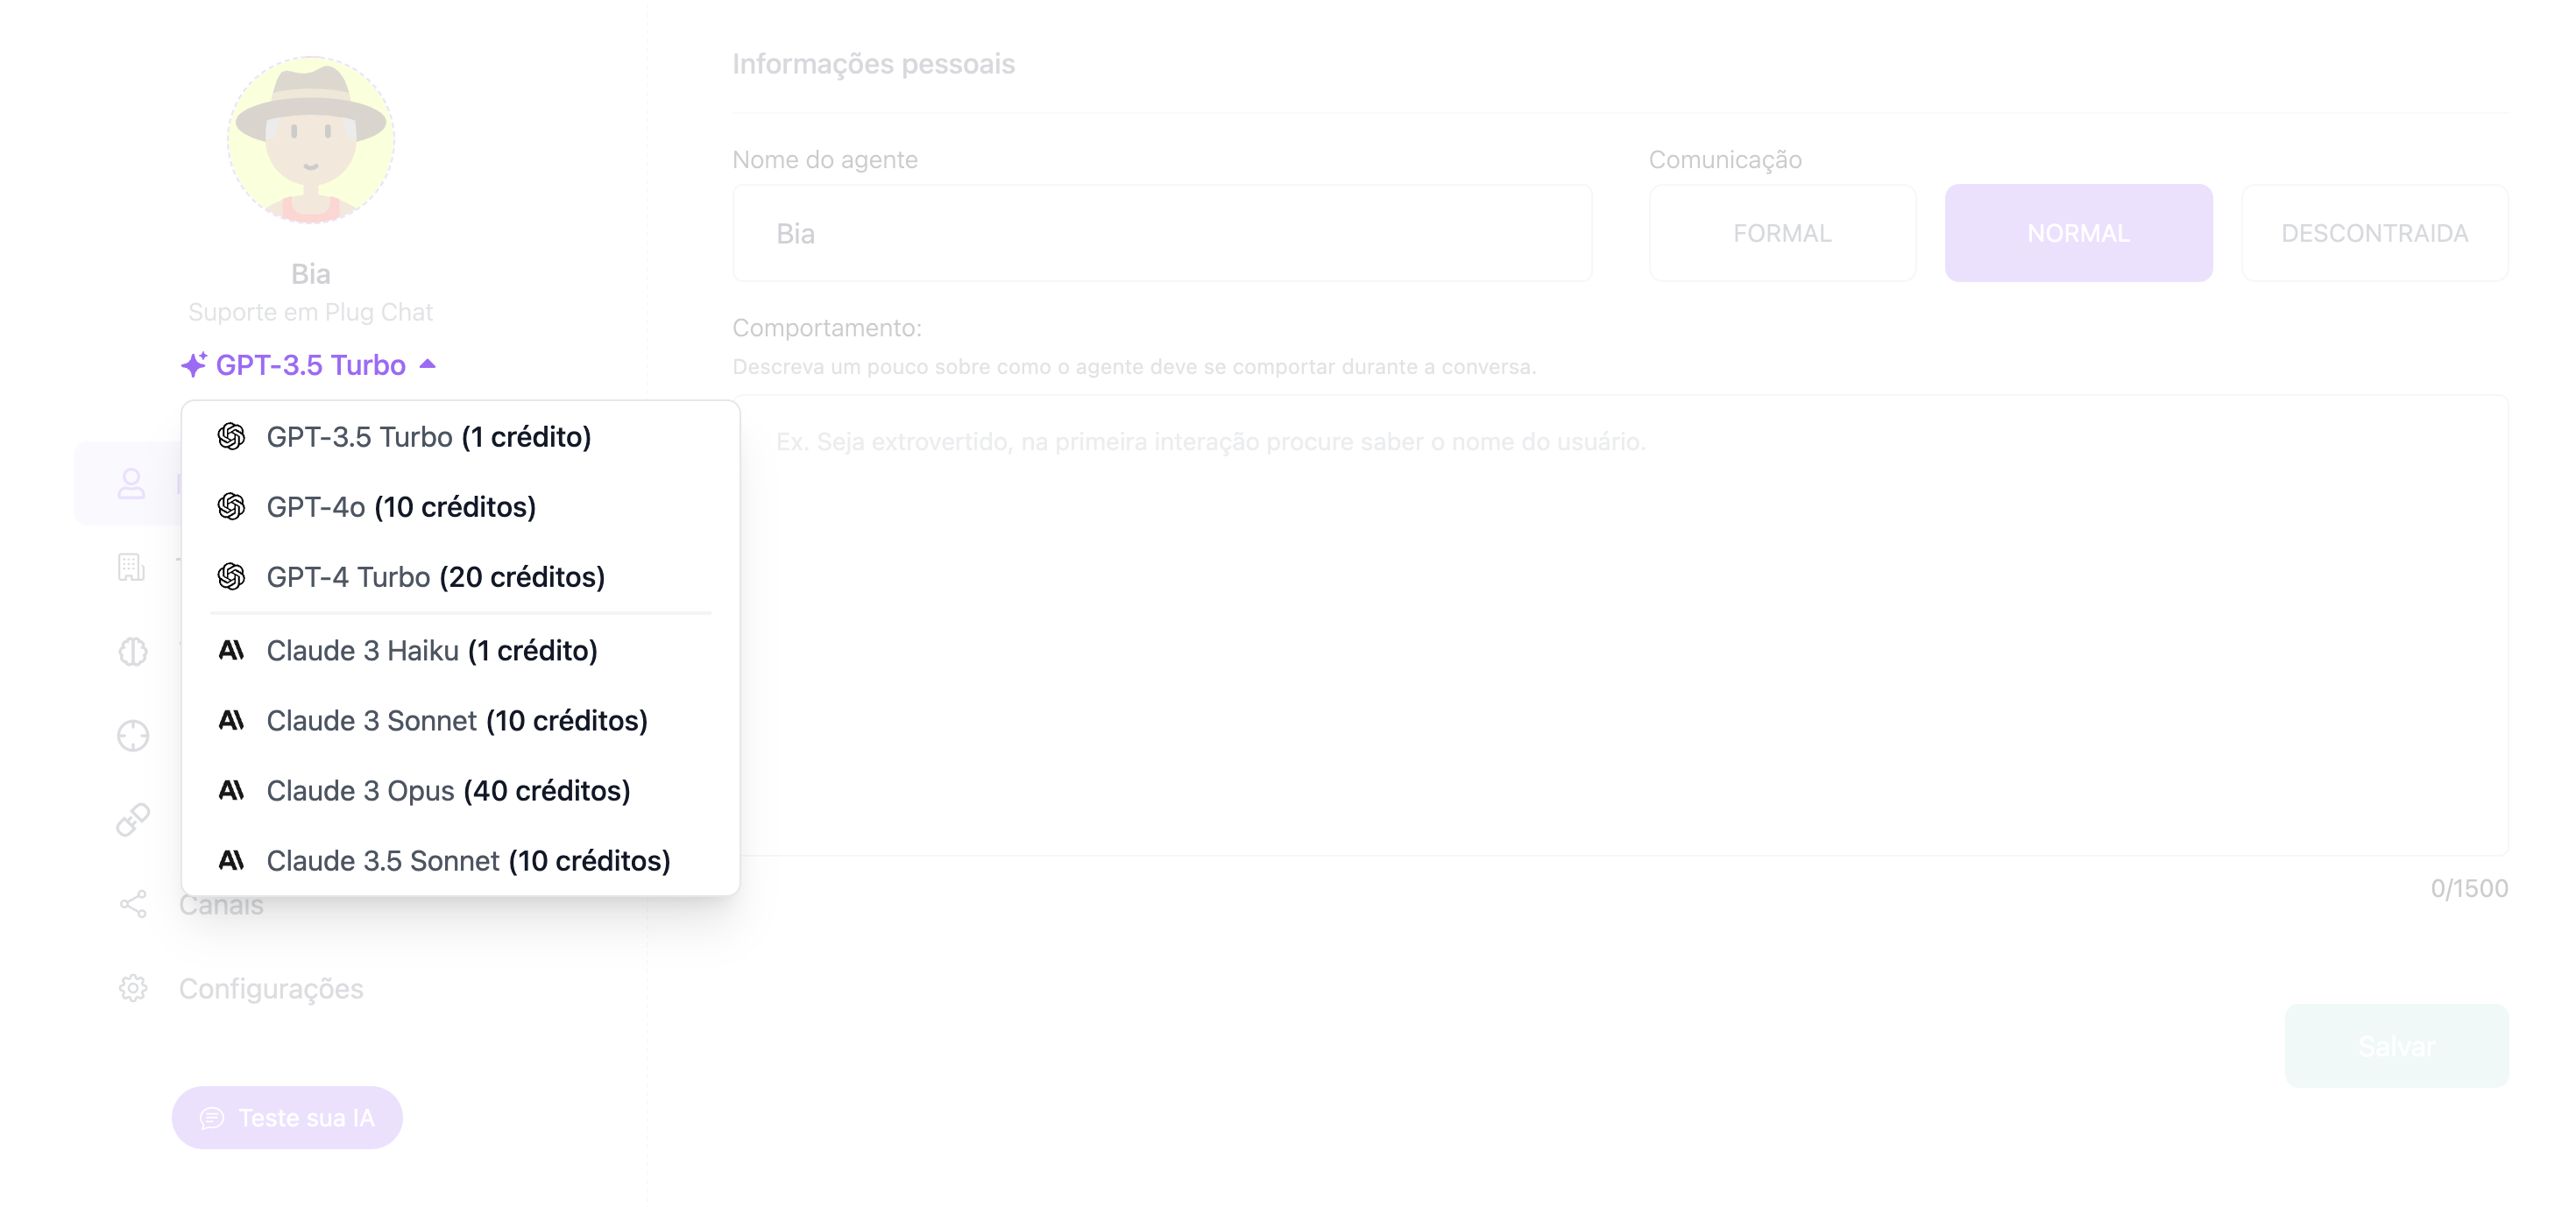 Bia
Suporte em Plug Chat
GPT-3.5 Turbo
GPT-3.5 Turbo (1 crédito)
GPT-4o (10 créditos)
GPT-4 Turbo (20 créditos)
Claude 3 Haiku (1 crédito)
Claude 3 Sonnet (10 créditos)
Claude 3 Opus (40 créditos)
Claude 3.5 Sonnet (10 créditos)
Canais
Configurações
Teste sua IA
Informações pessoais
Nome do agente
Bia
Comunicação
FORMAL NORMAL DESCONTRAIDA
Comportamento:
Descreva um pouco sobre como o agente deve se comportar durante a conversa.
Ex. Seja extrovertido, na primeira interação procure saber o nome do usuário.
0/1500
Salvar